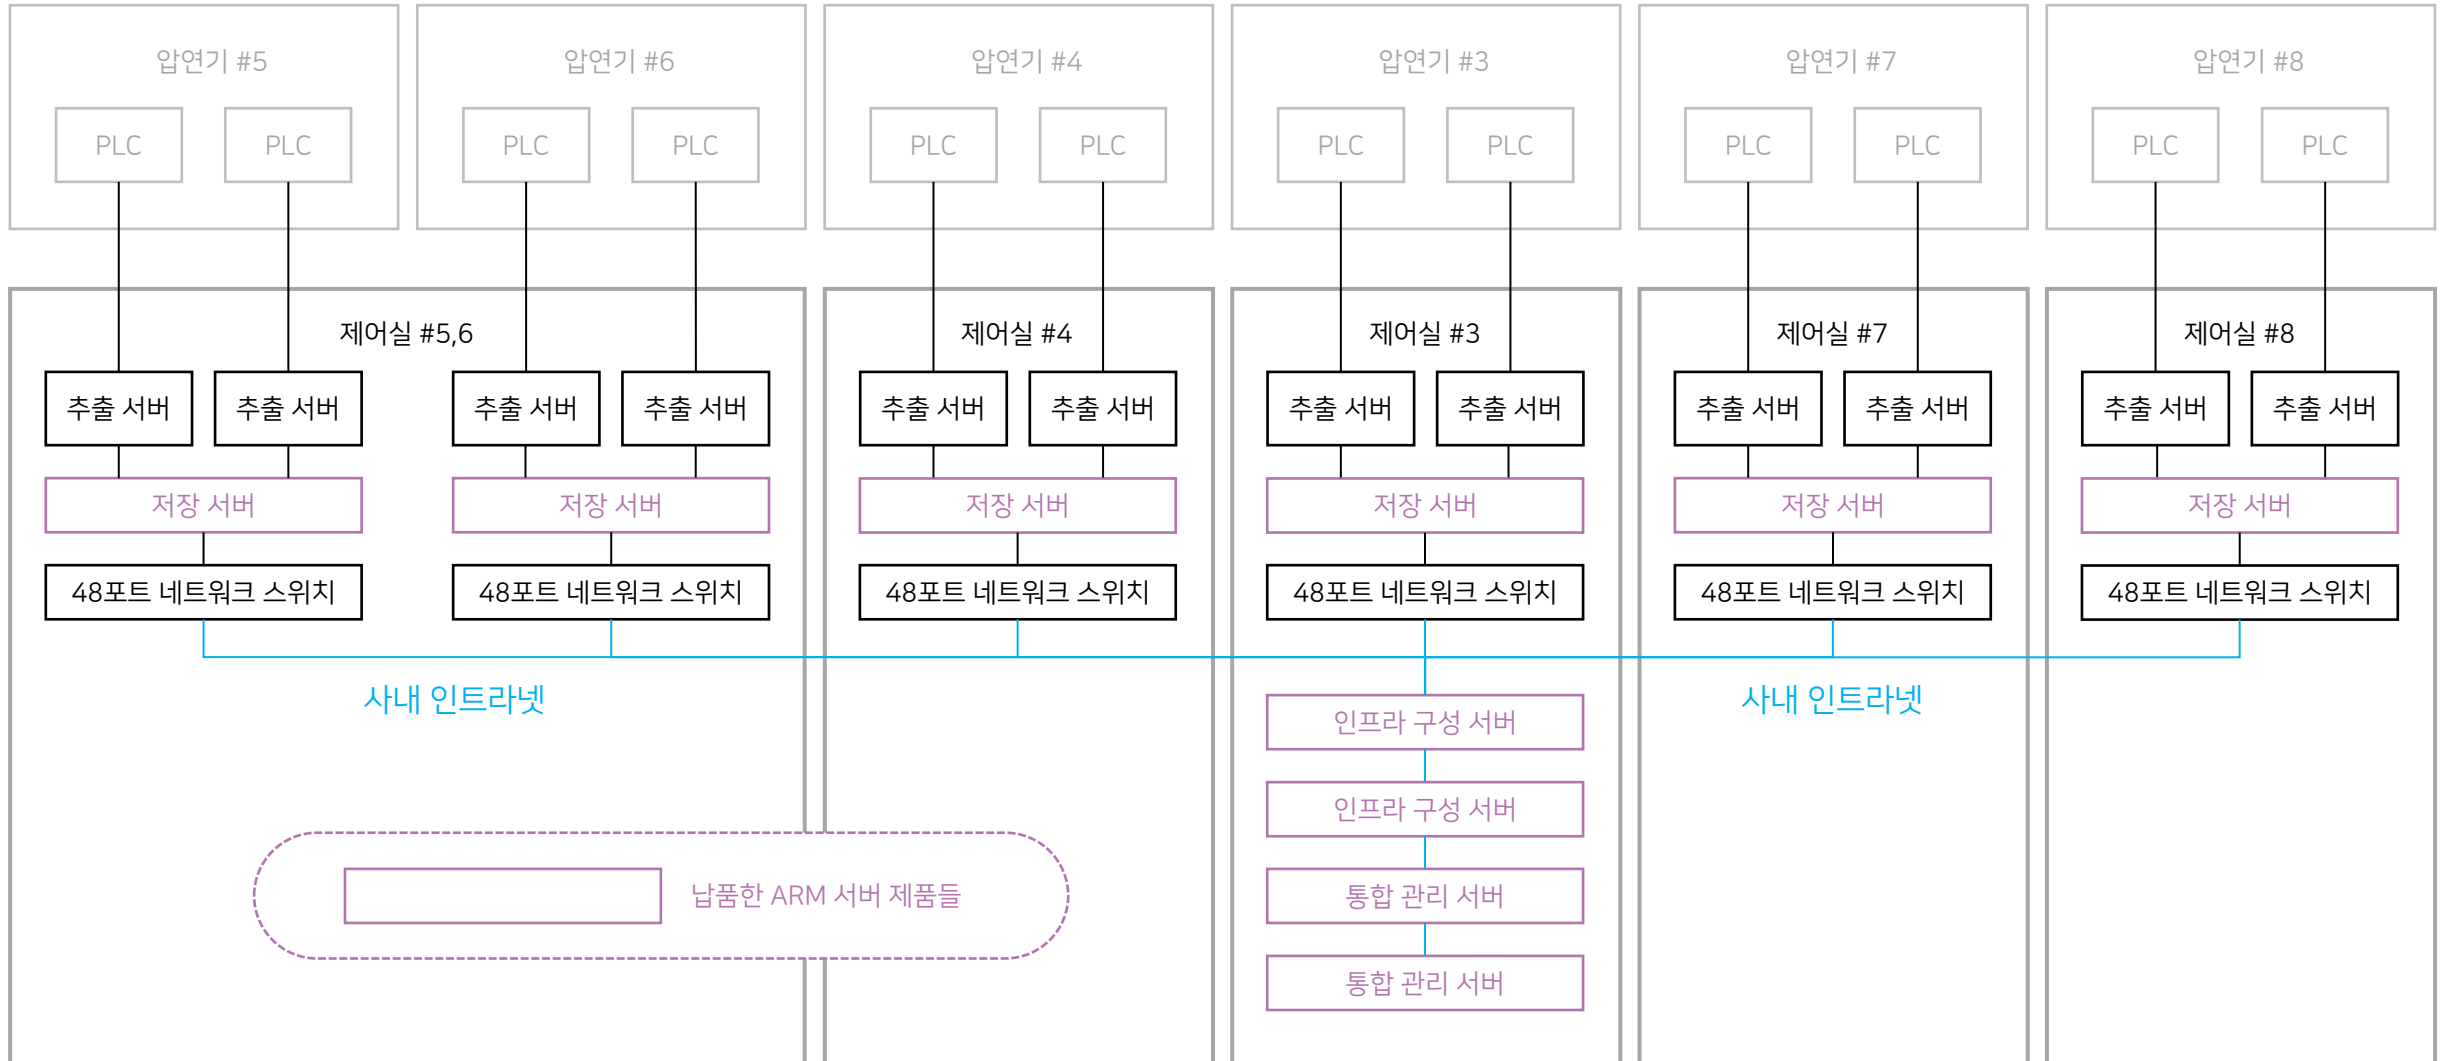 압연기 #5
압연기 #6
압연기 #4
압연기 #3
압연기 #7
압연기 #8
PLC
PLC
PLC
PLC
PLC
PLC
PLC
PLC
PLC
PLC
PLC
PLC
제어실 #5,6
제어실 #4
제어실 #3
제어실 #7
제어실 #8
추출 서버
추출 서버
추출 서버
추출 서버
추출 서버
추출 서버
추출 서버
추출 서버
추출 서버
추출 서버
추출 서버
추출 서버
저장 서버
저장 서버
저장 서버
저장 서버
저장 서버
저장 서버
48포트 네트워크 스위치
48포트 네트워크 스위치
48포트 네트워크 스위치
48포트 네트워크 스위치
48포트 네트워크 스위치
48포트 네트워크 스위치
사내 인트라넷
사내 인트라넷
인프라 구성 서버
인프라 구성 서버
납품한 ARM 서버 제품들
통합 관리 서버
통합 관리 서버